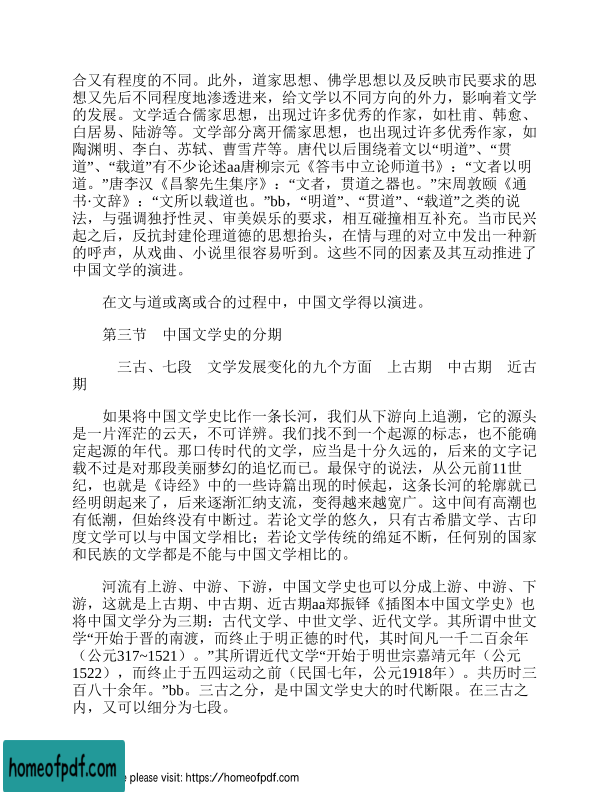 合又有程度的不同。此外，道家思想、佛学思想以及反映市民要求的思
想又先后不同程度地渗透进来，给文学以不同方向的外力，影响着文学
的发展。文学适合儒家思想，出现过许多优秀的作家，如杜甫、韩愈、
白居易、陆游等。文学部分离开儒家思想，也出现过许多优秀作家，如
陶渊明、李白、苏轼、曹雪芹等。唐代以后围绕着文以“明道”、“贯
道”、“载道”有不少论述aa唐柳宗元《答韦中立论师道书》：“文者以明
道。”唐李汉《昌黎先生集序》：“文者，贯道之器也。”宋周敦颐《通
书·文辞》：“文所以载道也。”bb，“明道”、“贯道”、“载道”之类的说
法，与强调独抒性灵、审美娱乐的要求，相互碰撞相互补充。当市民兴
起之后，反抗封建伦理道德的思想抬头，在情与理的对立中发出一种新
的呼声，从戏曲、小说里很容易听到。这些不同的因素及其互动推进了
中国文学的演进。
在文与道或离或合的过程中，中国文学得以演进。
第三节　中国文学史的分期
三古、七段　文学发展变化的九个方面　上古期　中古期　近古
期
如果将中国文学史比作一条长河，我们从下游向上追溯，它的源头
是一片浑茫的云天，不可详辨。我们找不到一个起源的标志，也不能确
定起源的年代。那口传时代的文学，应当是十分久远的，后来的文字记
载不过是对那段美丽梦幻的追忆而已。最保守的说法，从公元前11世
纪，也就是《诗经》中的一些诗篇出现的时候起，这条长河的轮廓就已
经明朗起来了，后来逐渐汇纳支流，变得越来越宽广。这中间有高潮也
有低潮，但始终没有中断过。若论文学的悠久，只有古希腊文学、古印
度文学可以与中国文学相比；若论文学传统的绵延不断，任何别的国家
和民族的文学都是不能与中国文学相比的。
河流有上游、中游、下游，中国文学史也可以分成上游、中游、下
游，这就是上古期、中古期、近古期aa郑振铎《插图本中国文学史》也
将中国文学分为三期：古代文学、中世文学、近代文学。其所谓中世文
学“开始于晋的南渡，而终止于明正德的时代，其时间凡一千二百余年
（公元317~1521）。”其所谓近代文学“开始于明世宗嘉靖元年（公元
1522），而终止于五四运动之前（民国七年，公元1918年）。共历时三
百八十余年。”bb。三古之分，是中国文学史大的时代断限。在三古之
内，又可以细分为七段。
homeofpdf.com
please visit: https://homeofpdf.com